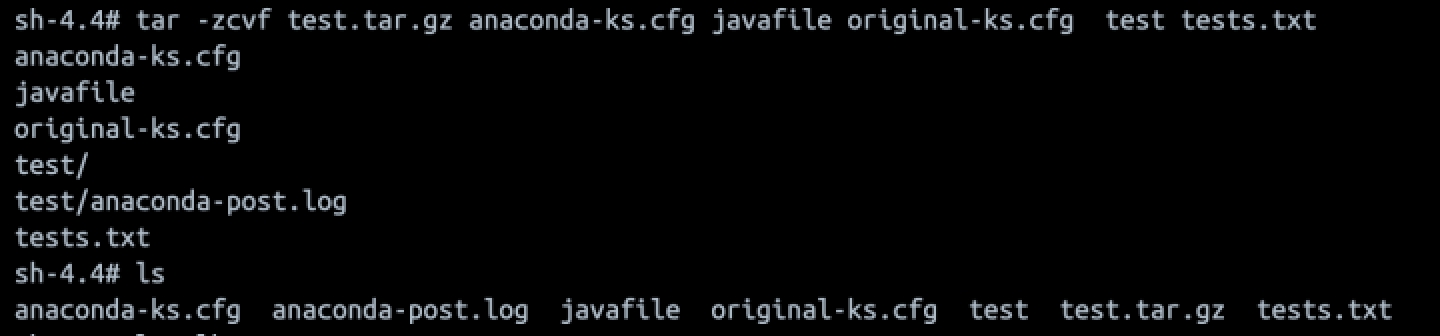 sh-4.4# tar -zcvf test.tar.gz anaconda-ks.cfg javafile original-ks.cfg  test tests.txt
anaconda-ks.cfg
javafile
original-ks.cfg
test/
test/anaconda-post.log
tests.txt
sh-4.4# ls
anaconda-ks.cfg  anaconda-post.log  javafile  original-ks.cfg  test  test.tar.gz  tests.txt